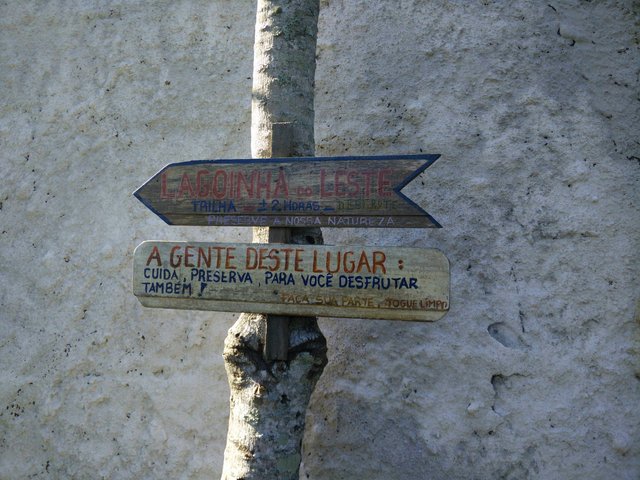 LAGOINHA DO LESTE
TRILHA - ± 2 HORAS - DESFRUTE
PRESERVE A NOSSA NATUREZA
A GENTE DESTE LUGAR :
CUIDA, PRESERVA, PARA VOCÊ DESFRUTAR
TAMBÉM !
FAÇA SUA PARTE, JOGUE LIMPO